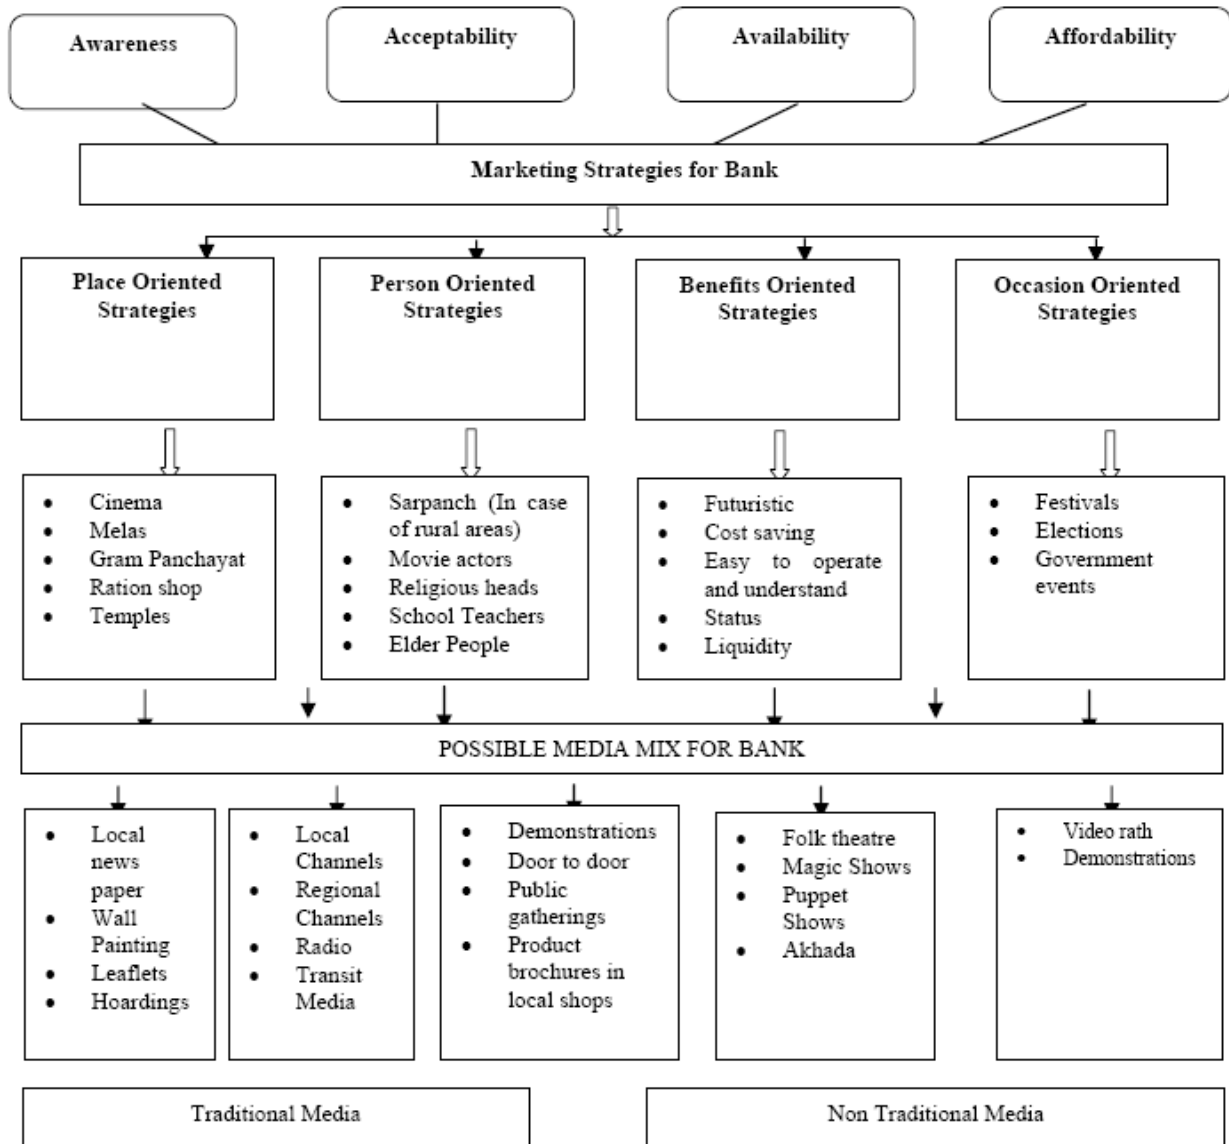 Awareness
Acceptability
Availability
Affordability
Marketing Strategies for Bank
Place Oriented
Strategies
Person Oriented
Strategies
Benefits Oriented
Strategies
Occasion Oriented
Strategies
• Cinema
• Melas
• Gram Panchayat
• Ration shop
• Temples
• Sarpanch (In case
of rural areas)
• Movie actors
• Religious heads
• School Teachers
• Elder People
• Futuristic
• Cost saving
• Easy to operate
and understand
• Status
• Liquidity
• Festivals
• Elections
• Government
events
POSSIBLE MEDIA MIX FOR BANK
• Local
news
paper
• Wall
Painting
• Leaflets
• Hoardings
• Local
Channels
• Regional
Channels
• Radio
• Transit
Media
• Demonstrations
• Door to door
• Public
gatherings
• Product
brochures in
local shops
• Folk theatre
• Magic Shows
• Puppet
Shows
• Akhada
• Video rath
• Demonstrations
Traditional Media
Non Traditional Media